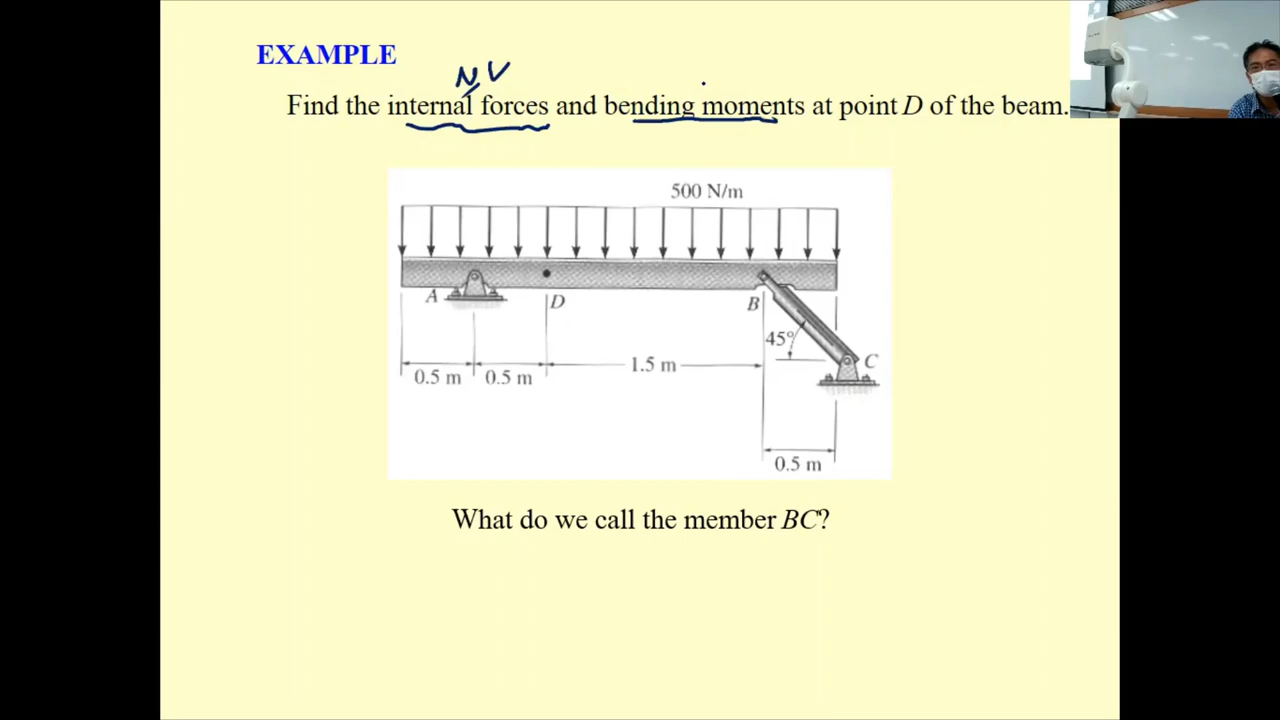 EXAMPLE
N, V
Find the internal forces and bending moments at point D of the beam.
500 N/m
A
D
B
45°
C
0.5 m
0.5 m
1.5 m
0.5 m
What do we call the member BC?